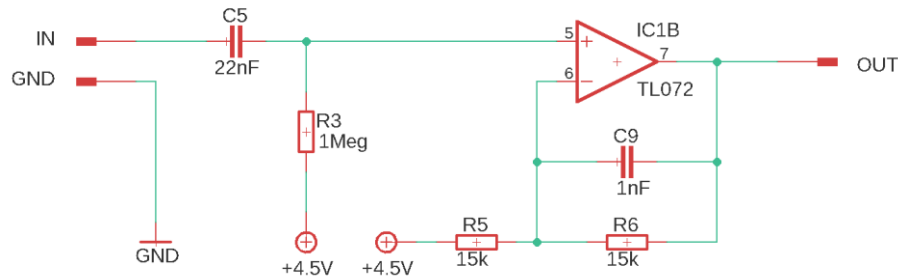 C5
IN
22nF
GND
GND
R3
1Meg
+4.5V
+4.5V
IC1B
5
+
6
−
7
TL072
OUT
C9
1nF
R5
15k
R6
15k